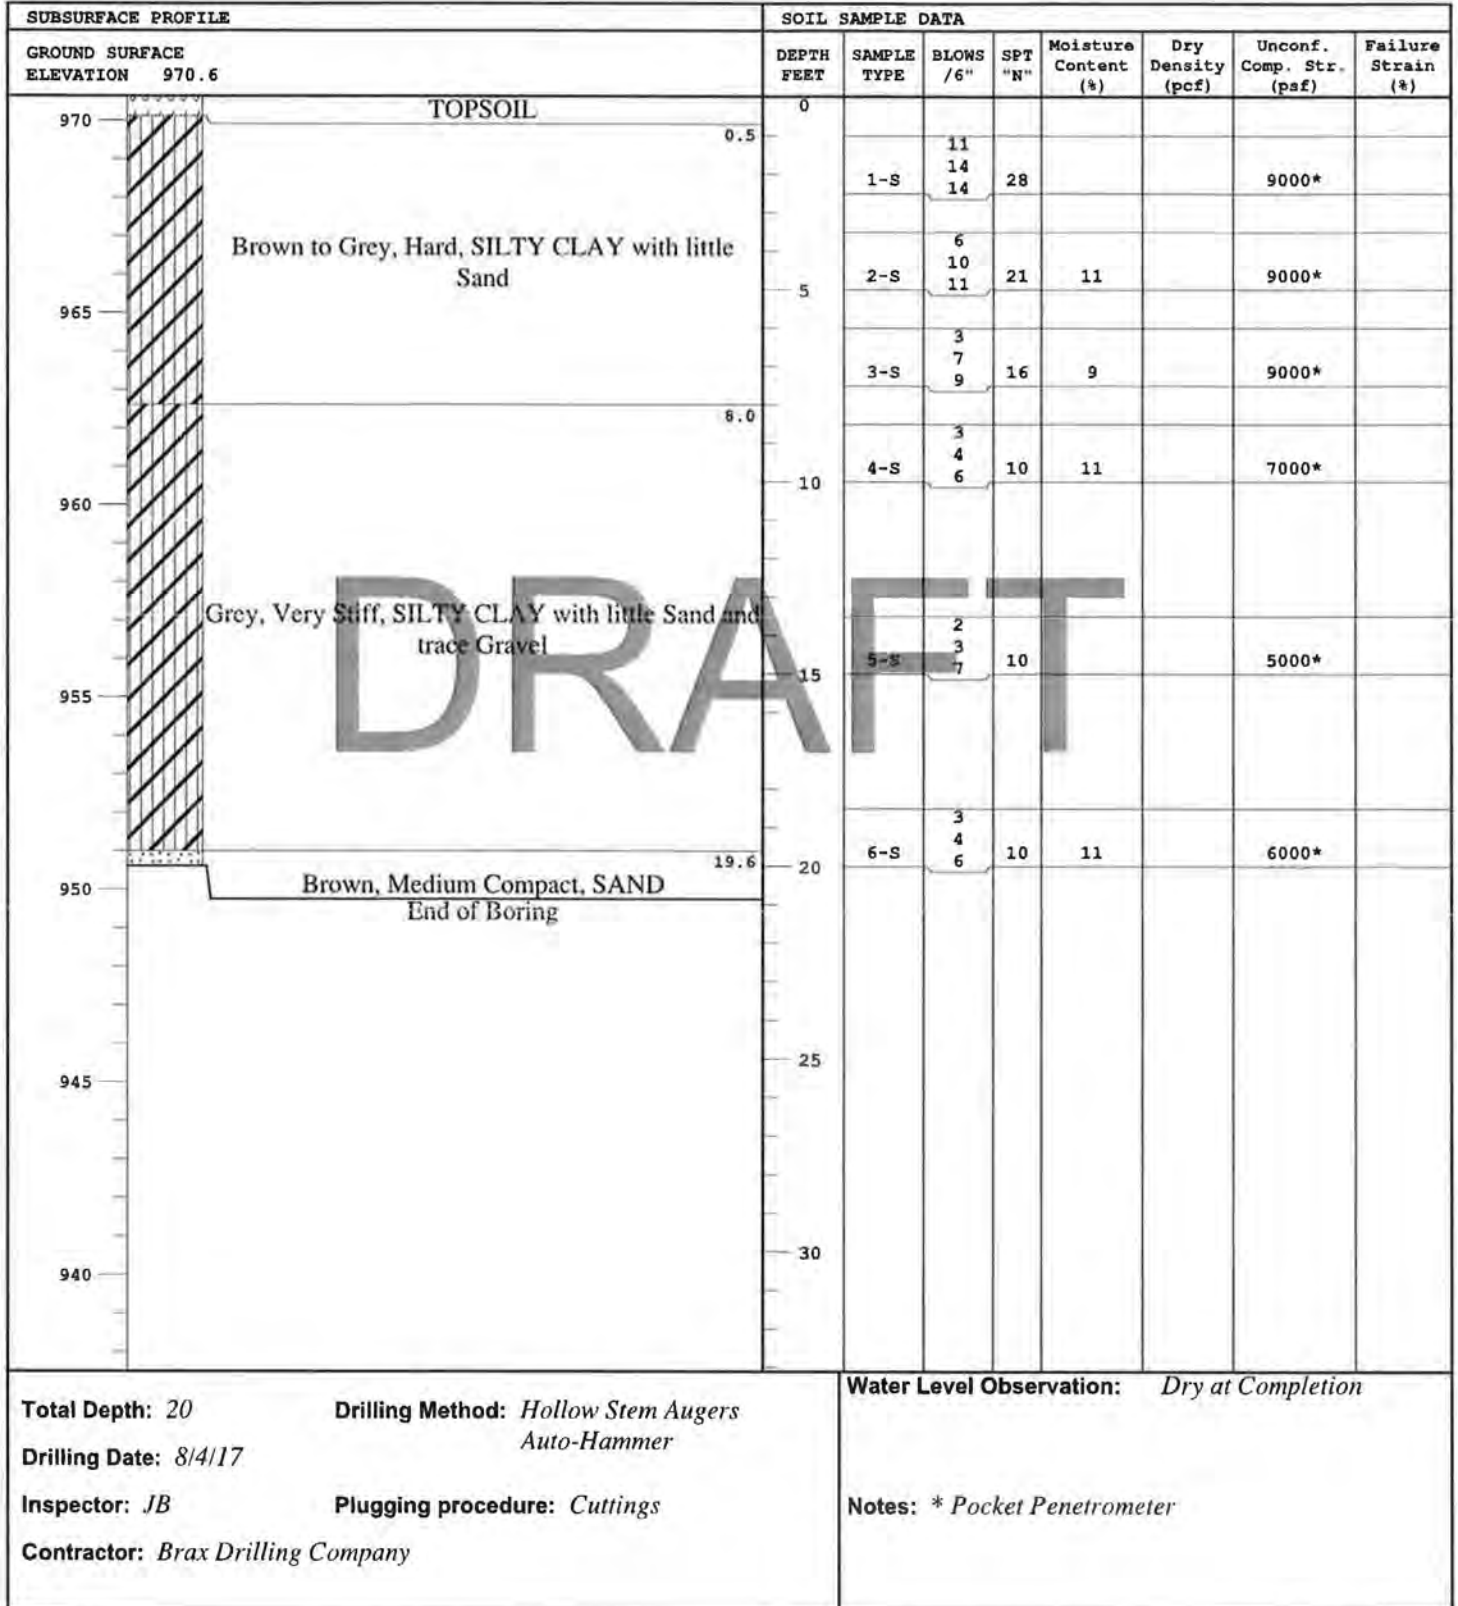 SUBSURFACE PROFILE
SOIL SAMPLE DATA
GROUND SURFACE
ELEVATION 970.6
DEPTH FEET
SAMPLE TYPE
BLOWS /6"
SPT "N"
Moisture Content (%)
Dry Density (pcf)
Unconf. Comp. Str. (psf)
Failure Strain (%)
970
TOPSOIL
0.5
0
11
14
1-S 14 28 9000*
Brown to Grey, Hard, SILTY CLAY with little
Sand
6
10
2-S 11 21 11 9000*
5
965
3
7
3-S 9 16 9 9000*
8.0
3
4
4-S 6 10 11 7000*
10
960
DRAFT
Grey, Very Stiff, SILTY CLAY with little Sand and
trace Gravel
2
3
5-S 7 10 5000*
15
955
3
4
6-S 6 10 11 6000*
19.6
20
950
Brown, Medium Compact, SAND
End of Boring
25
945
30
940
Total Depth: 20
Drilling Method: Hollow Stem Augers
Auto-Hammer
Water Level Observation: Dry at Completion
Drilling Date: 8/4/17
Inspector: JB
Plugging procedure: Cuttings
Notes: * Pocket Penetrometer
Contractor: Brax Drilling Company